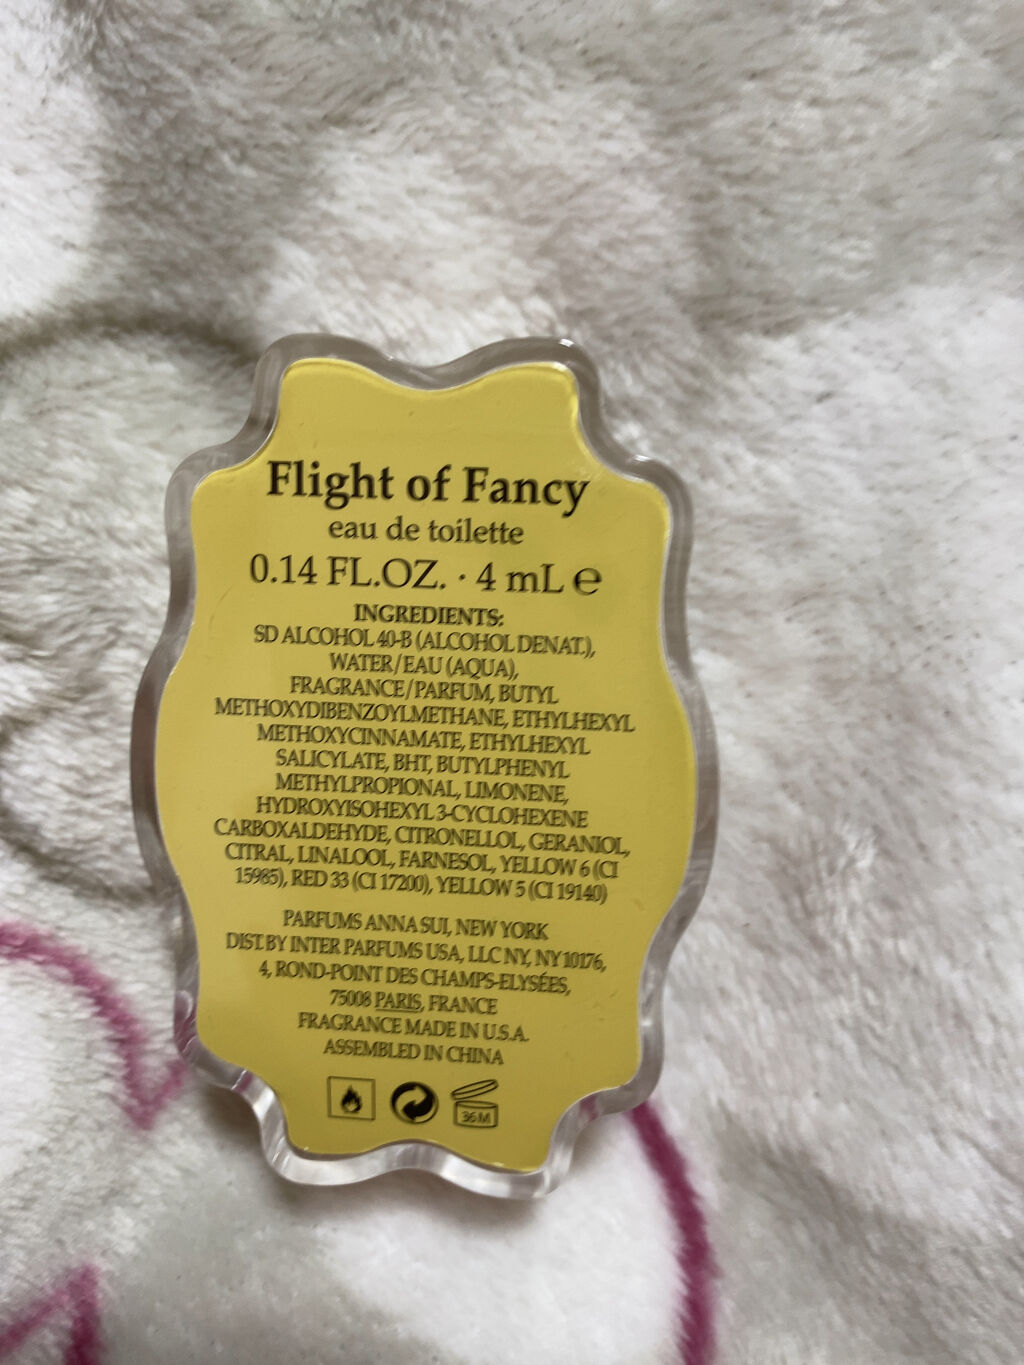 Flight of Fancy
eau de toilette
0.14 FL.OZ. · 4 mL ℮
INGREDIENTS:
SD ALCOHOL 40-B (ALCOHOL DENAT.),
WATER/EAU (AQUA),
FRAGRANCE/PARFUM, BUTYL
METHOXYDIBENZOYLMETHANE, ETHYLHEXYL
METHOXYCINNAMATE, ETHYLHEXYL
SALICYLATE, BHT, BUTYLPHENYL
METHYLPROPIONAL, LIMONENE,
HYDROXYISOHEXYL 3-CYCLOHEXENE
CARBOXALDEHYDE, CITRONELLOL, GERANIOL,
CITRAL, LINALOOL, FARNESOL, YELLOW 6 (CI
15985), RED 33 (CI 17200), YELLOW 5 (CI 19140)
PARFUMS ANNA SUI, NEW YORK
DIST. BY INTER PARFUMS USA, LLC NY, NY 10176,
4, ROND-POINT DES CHAMPS-ELYSÉES,
75008 PARIS, FRANCE
FRAGRANCE MADE IN U.S.A.
ASSEMBLED IN CHINA
36 M